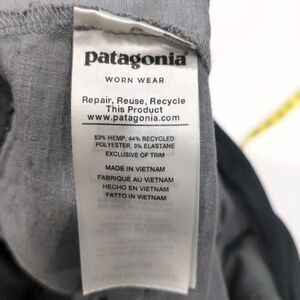 patagonia
WORN WEAR
Repair, Reuse, Recycle
This Product
www.patagonia.com
53% HEMP, 44% RECYCLED
POLYESTER, 3% ELASTANE
EXCLUSIVE OF TRIM
MADE IN VIETNAM
FABRIQUÉ AU VIETNAM
HECHO EN VIETNAM
FATTO IN VIETNAM